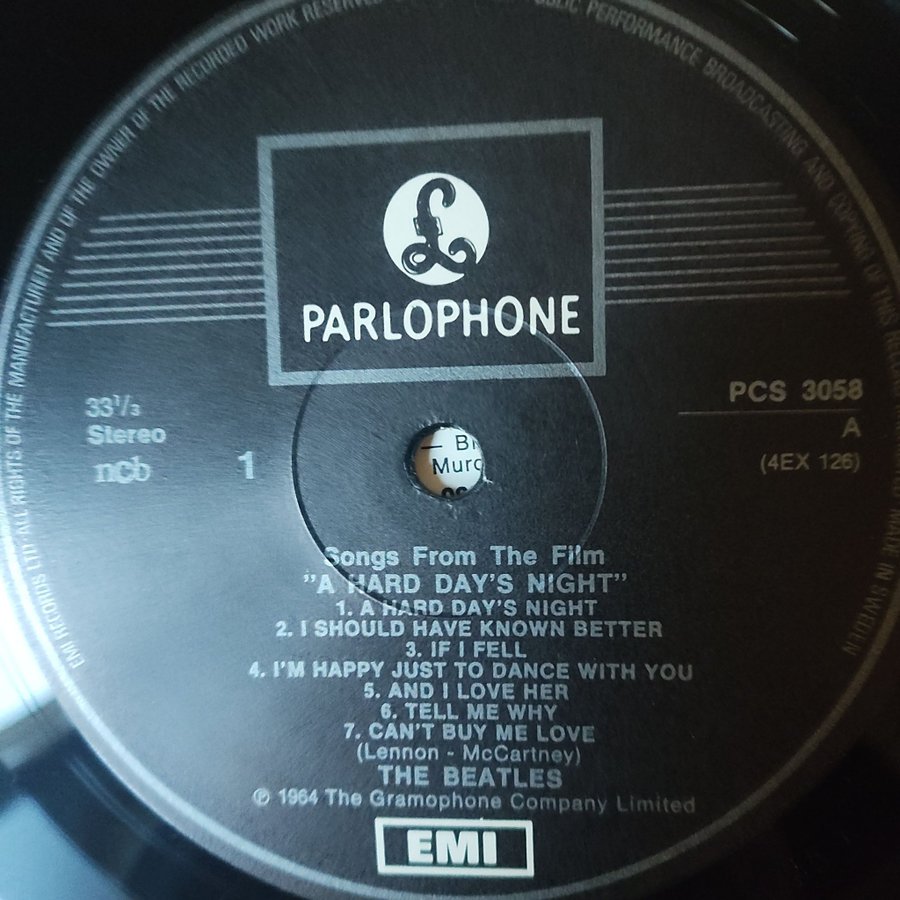 EMI RECORDS LTD·ALL RIGHTS OF THE MANUFACTURER AND OF THE OWNER OF THE RECORDED WORK RESERVED
PUBLIC PERFORMANCE BROADCASTING AND COPYING OF THIS RECORD
MADE IN SWEDEN
PARLOPHONE
33⅓
Stereo
ncb
1
PCS 3058
A
(4EX 126)
Songs From The Film
"A HARD DAY'S NIGHT"
1. A HARD DAY'S NIGHT
2. I SHOULD HAVE KNOWN BETTER
3. IF I FELL
4. I'M HAPPY JUST TO DANCE WITH YOU
5. AND I LOVE HER
6. TELL ME WHY
7. CAN'T BUY ME LOVE
(Lennon - McCartney)
THE BEATLES
℗ 1964 The Gramophone Company Limited
EMI